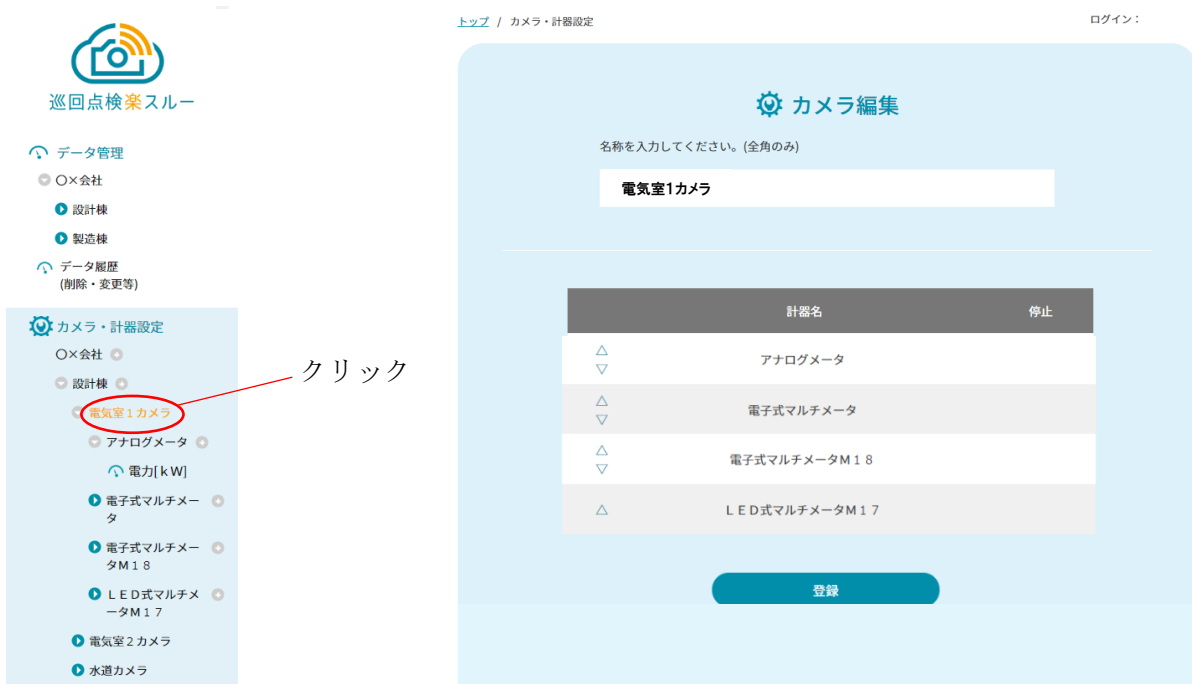 巡回点検楽スルー
データ管理
〇×会社
設計棟
製造棟
データ履歴
(削除・変更等)
カメラ・計器設定
〇×会社
設計棟
電気室１カメラ
アナログメータ
電力[ｋW]
電子式マルチメー
タ
電子式マルチメー
タM１８
ＬＥＤ式マルチメ
ータM１７
電気室２カメラ
水道カメラ
クリック
トップ / カメラ・計器設定
ログイン：
カメラ編集
名称を入力してください。(全角のみ)
電気室1カメラ
計器名 停止
アナログメータ
電子式マルチメータ
電子式マルチメータM１８
ＬＥＤ式マルチメータM１７
登録